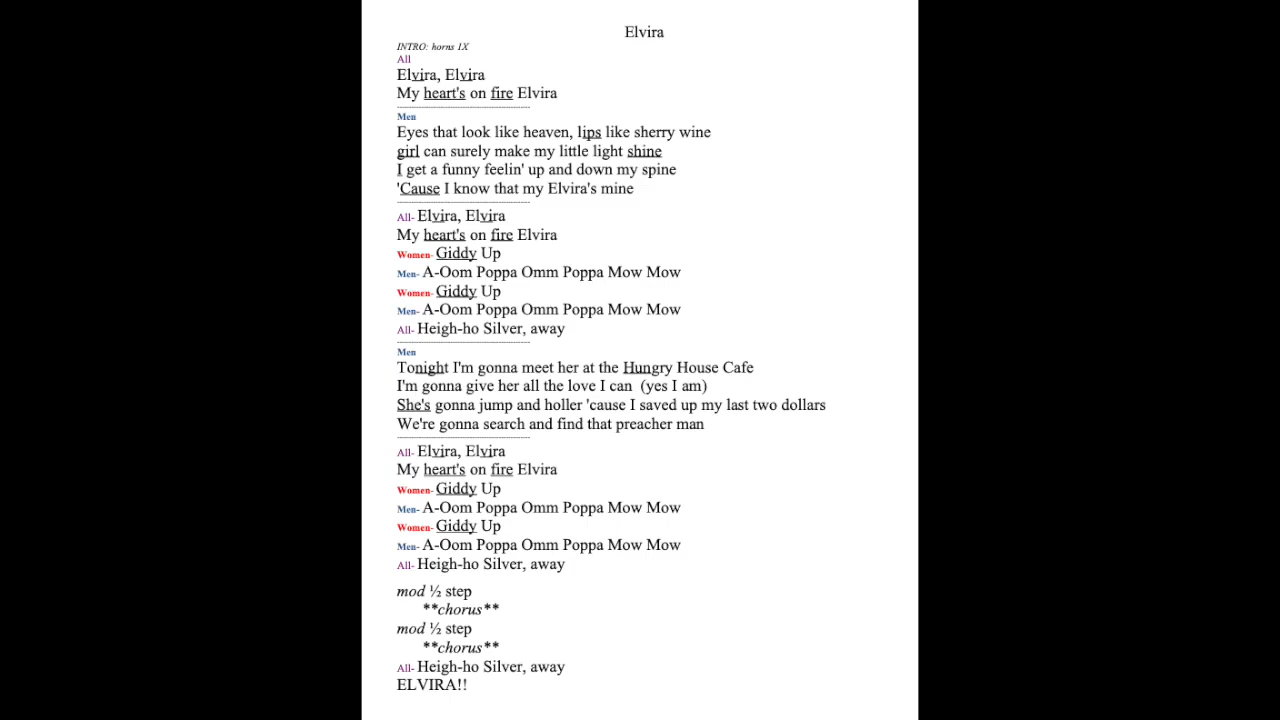 Elvira
INTRO: horns 1X
All
Elvira, Elvira
My heart's on fire Elvira
----------------------------------------------------
Men
Eyes that look like heaven, lips like sherry wine
girl can surely make my little light shine
I get a funny feelin' up and down my spine
'Cause I know that my Elvira's mine
----------------------------------------------------
All- Elvira, Elvira
My heart's on fire Elvira
Women- Giddy Up
Men- A-Oom Poppa Omm Poppa Mow Mow
Women- Giddy Up
Men- A-Oom Poppa Omm Poppa Mow Mow
All- Heigh-ho Silver, away
----------------------------------------------------
Men
Tonight I'm gonna meet her at the Hungry House Cafe
I'm gonna give her all the love I can (yes I am)
She's gonna jump and holler 'cause I saved up my last two dollars
We're gonna search and find that preacher man
----------------------------------------------------
All- Elvira, Elvira
My heart's on fire Elvira
Women- Giddy Up
Men- A-Oom Poppa Omm Poppa Mow Mow
Women- Giddy Up
Men- A-Oom Poppa Omm Poppa Mow Mow
All- Heigh-ho Silver, away
mod ½ step
**chorus**
mod ½ step
**chorus**
All- Heigh-ho Silver, away
ELVIRA!!